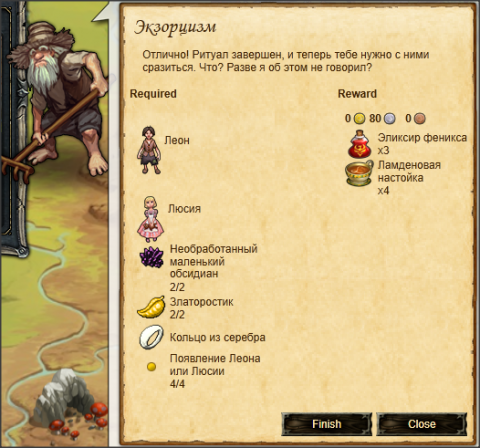 Экзорцизм
Отлично! Ритуал завершен, и теперь тебе нужно с ними
сразиться. Что? Разве я об этом не говорил?
Required
Reward
0 80 0
Леон
Эликсир феникса
x3
Ламденовая
настойка
x4
Люсия
Необработанный
маленький
обсидиан
2/2
Златоростик
2/2
Кольцо из серебра
Появление Леона
или Люсии
4/4
Finish
Close